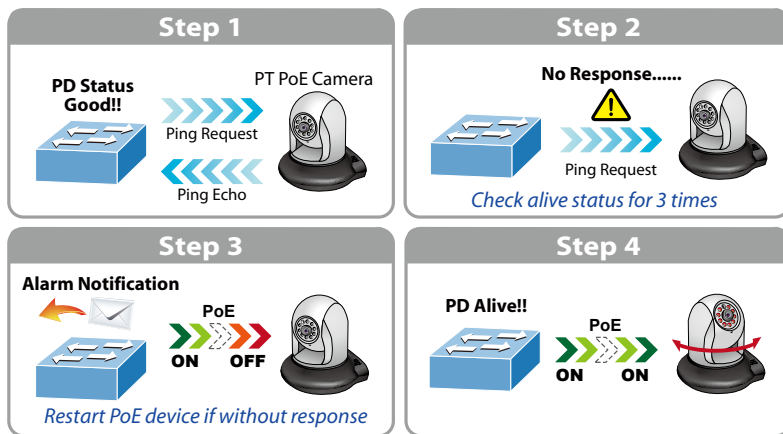 Step 1
PD Status
Good!!
PT PoE Camera
Ping Request
Ping Echo
Step 2
No Response......
Ping Request
Check alive status for 3 times
Step 3
Alarm Notification
PoE
ON OFF
Restart PoE device if without response
Step 4
PD Alive!!
PoE
ON ON